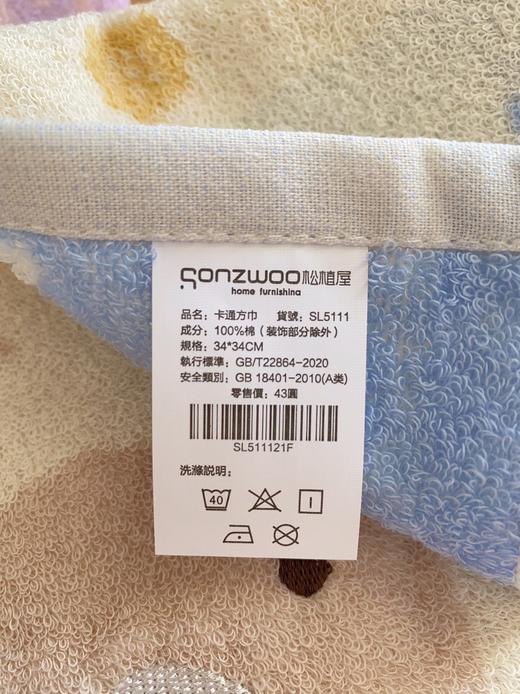 sonzwoo松植屋
home furnishina
品名：卡通方巾 貨號：SL5111
成分：100%棉（装饰部分除外）
規格：34*34CM
執行標準：GB/T22864-2020
安全類別：GB 18401-2010(A类)
零售價：43圓
SL511121F
洗滌説明：
40